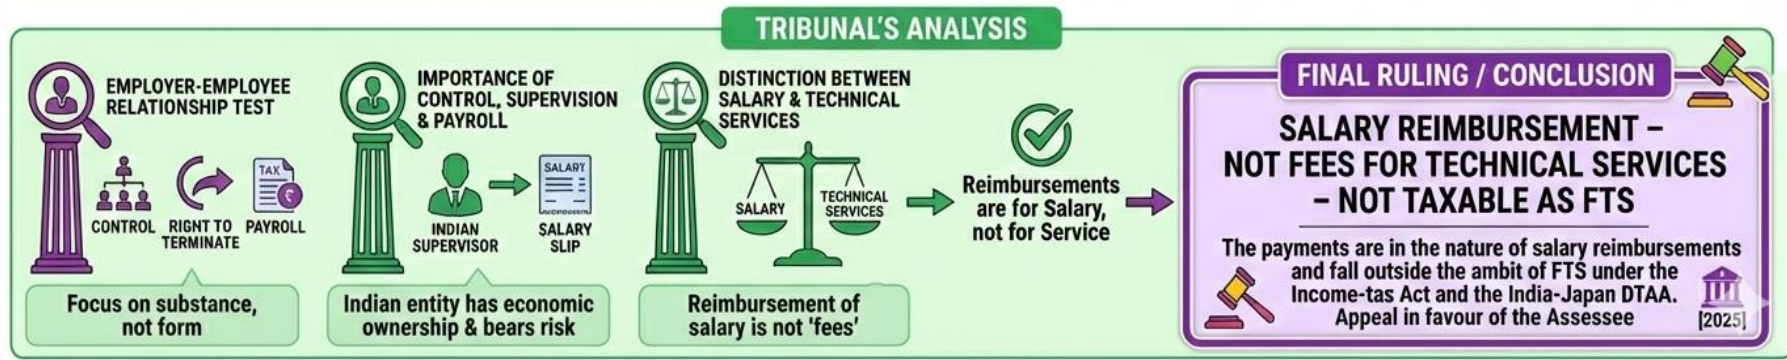 TRIBUNAL'S ANALYSIS
EMPLOYER-EMPLOYEE
RELATIONSHIP TEST
CONTROL
RIGHT TO
TERMINATE
TAX
PAYROLL
Focus on substance,
not form
IMPORTANCE OF
CONTROL, SUPERVISION
& PAYROLL
INDIAN
SUPERVISOR
SALARY
SALARY
SLIP
Indian entity has economic
ownership & bears risk
DISTINCTION BETWEEN
SALARY & TECHNICAL
SERVICES
SALARY
TECHNICAL
SERVICES
Reimbursement of
salary is not 'fees'
Reimbursements
are for Salary,
not for Service
FINAL RULING / CONCLUSION
SALARY REIMBURSEMENT –
NOT FEES FOR TECHNICAL SERVICES
– NOT TAXABLE AS FTS
The payments are in the nature of salary reimbursements
and fall outside the ambit of FTS under the
Income-tas Act and the India-Japan DTAA.
Appeal in favour of the Assessee
[2025]